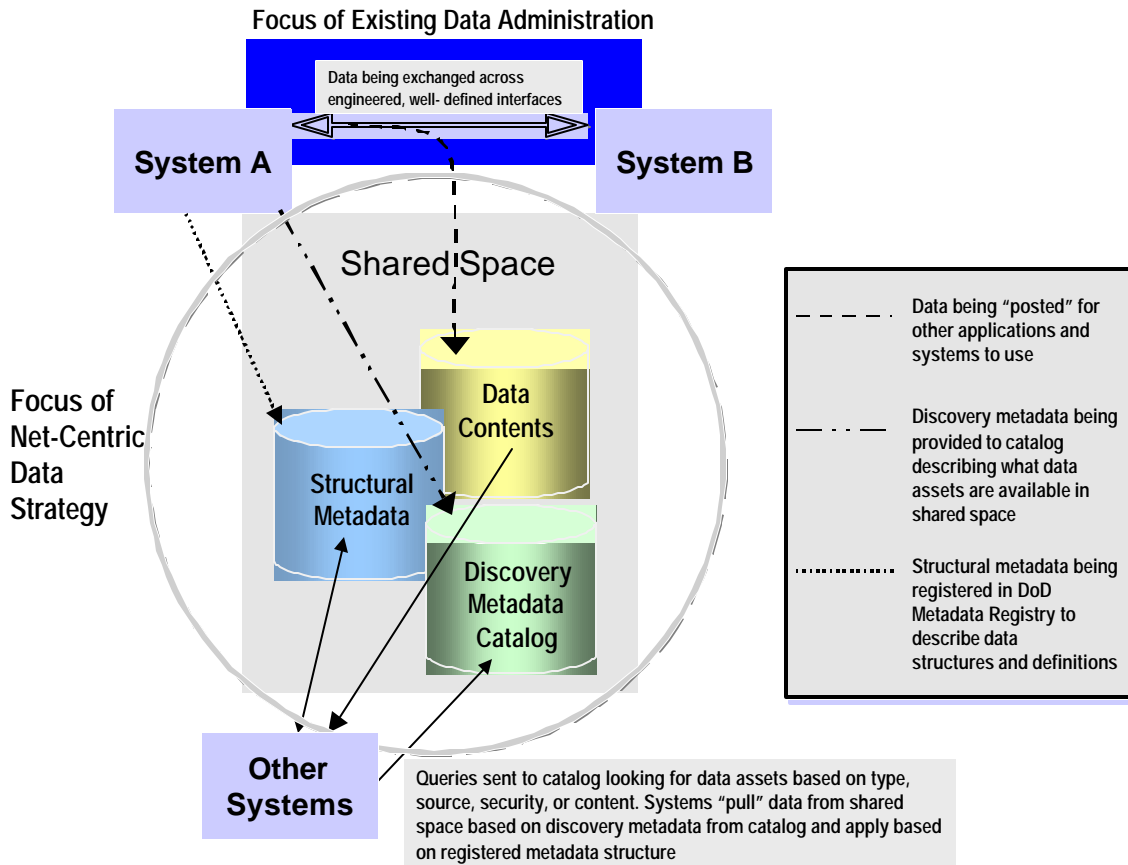 Focus of Existing Data Administration
Data being exchanged across
engineered, well- defined interfaces
System A
System B
Shared Space
Data
Contents
Structural
Metadata
Discovery
Metadata
Catalog
Focus of
Net-Centric
Data
Strategy
Other
Systems
Queries sent to catalog looking for data assets based on type,
source, security, or content. Systems “pull” data from shared
space based on discovery metadata from catalog and apply based
on registered metadata structure
Data being “posted” for
other applications and
systems to use
Discovery metadata being
provided to catalog
describing what data
assets are available in
shared space
Structural metadata being
registered in DoD
Metadata Registry to
describe data
structures and definitions